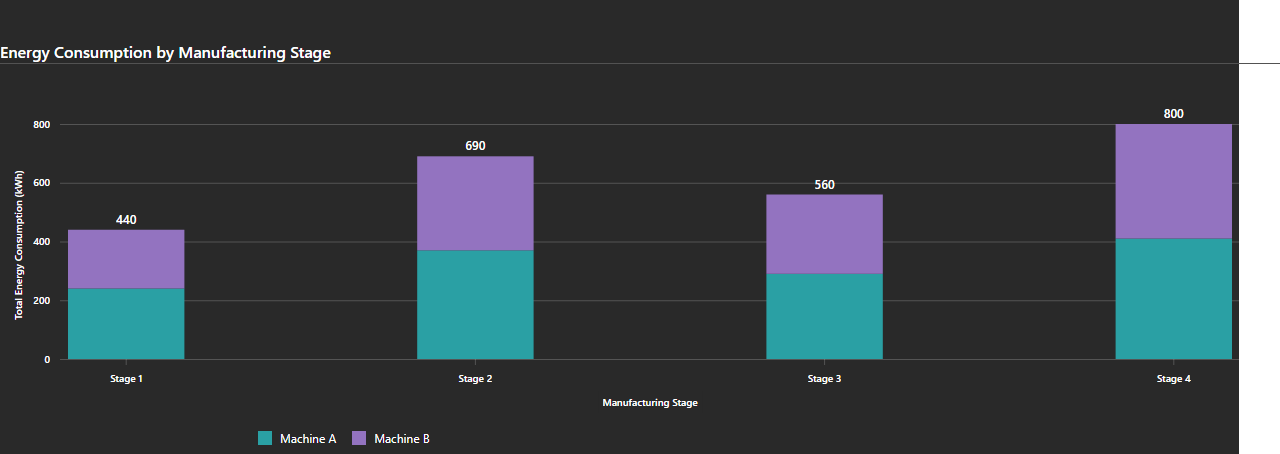 Energy Consumption by Manufacturing Stage
Total Energy Consumption (kWh)
800
600
400
200
0
440
690
560
800
Stage 1
Stage 2
Stage 3
Stage 4
Manufacturing Stage
Machine A
Machine B